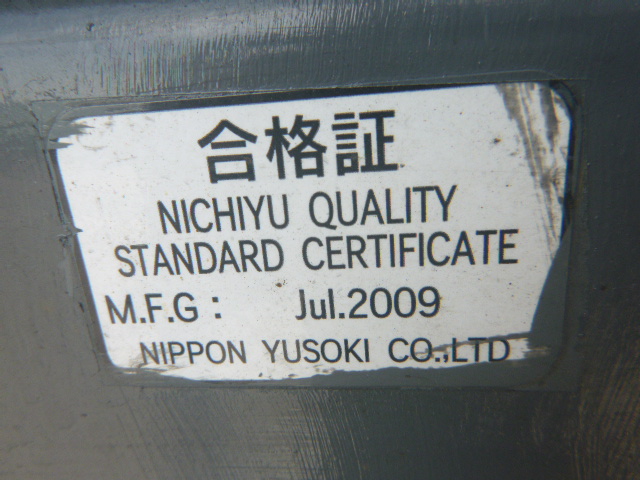 合格証
NICHIYU QUALITY
STANDARD CERTIFICATE
M.F.G : Jul.2009
NIPPON YUSOKI CO.,LTD